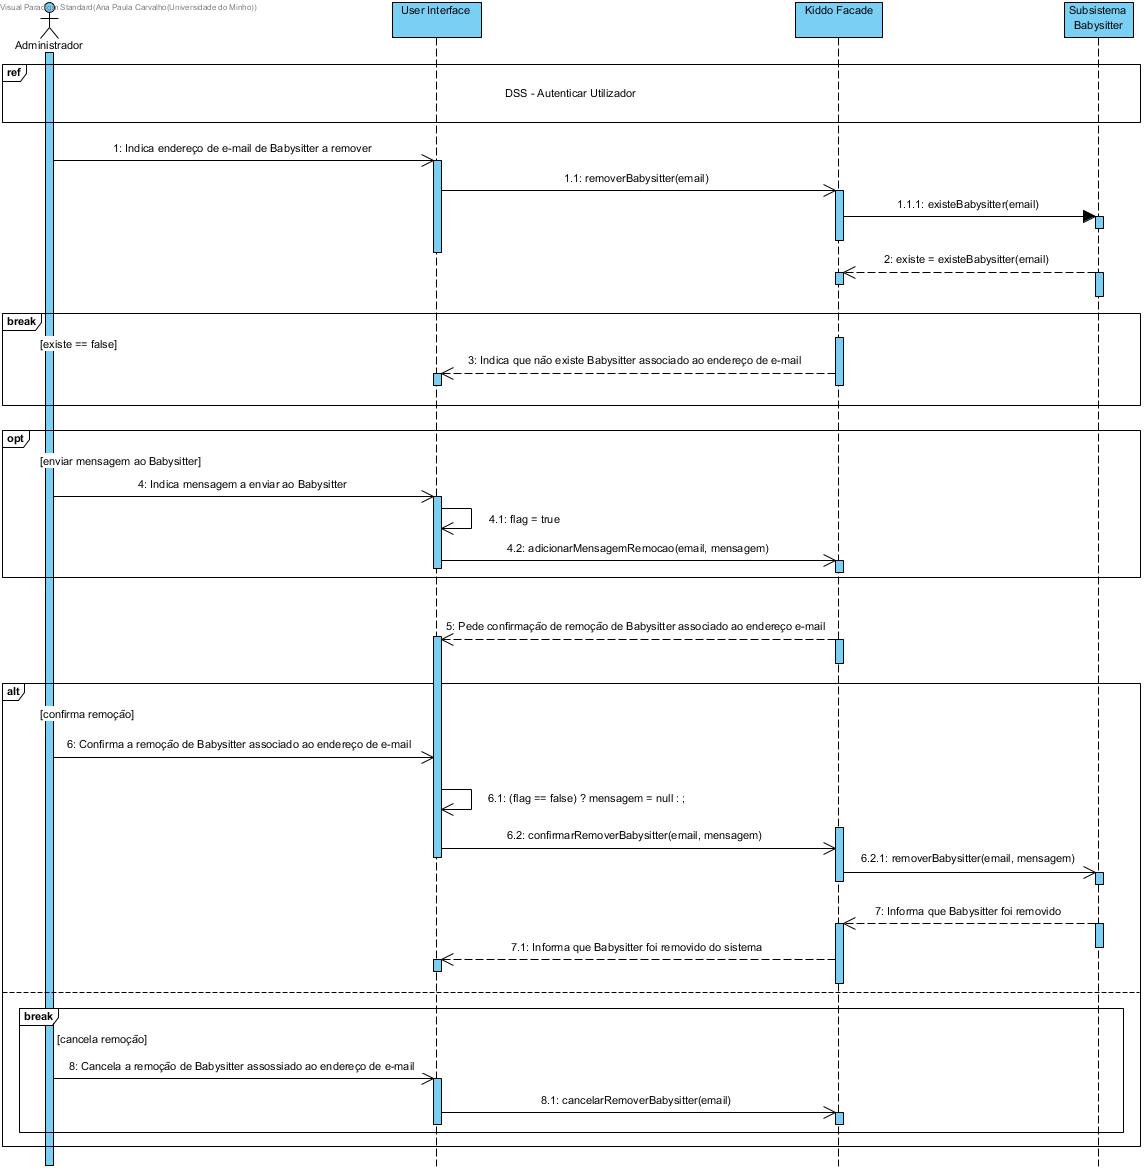 Visual Paradigm Standard(Ana Paula Carvalho(Universidade do Minho))
Administrador
User Interface
Kiddo Facade
Subsistema
Babysitter
ref
DSS - Autenticar Utilizador
1: Indica endereço de e-mail de Babysitter a remover
1.1: removerBabysitter(email)
1.1.1: existeBabysitter(email)
2: existe = existeBabysitter(email)
break
[existe == false]
3: Indica que não existe Babysitter associado ao endereço de e-mail
opt
[enviar mensagem ao Babysitter]
4: Indica mensagem a enviar ao Babysitter
4.1: flag = true
4.2: adicionarMensagemRemocao(email, mensagem)
5: Pede confirmação de remoção de Babysitter associado ao endereço e-mail
alt
[confirma remoção]
6: Confirma a remoção de Babysitter associado ao endereço de e-mail
6.1: (flag == false) ? mensagem = null : ;
6.2: confirmarRemoverBabysitter(email, mensagem)
6.2.1: removerBabysitter(email, mensagem)
7: Informa que Babysitter foi removido
7.1: Informa que Babysitter foi removido do sistema
break
[cancela remoção]
8: Cancela a remoção de Babysitter assossiado ao endereço de e-mail
8.1: cancelarRemoverBabysitter(email)